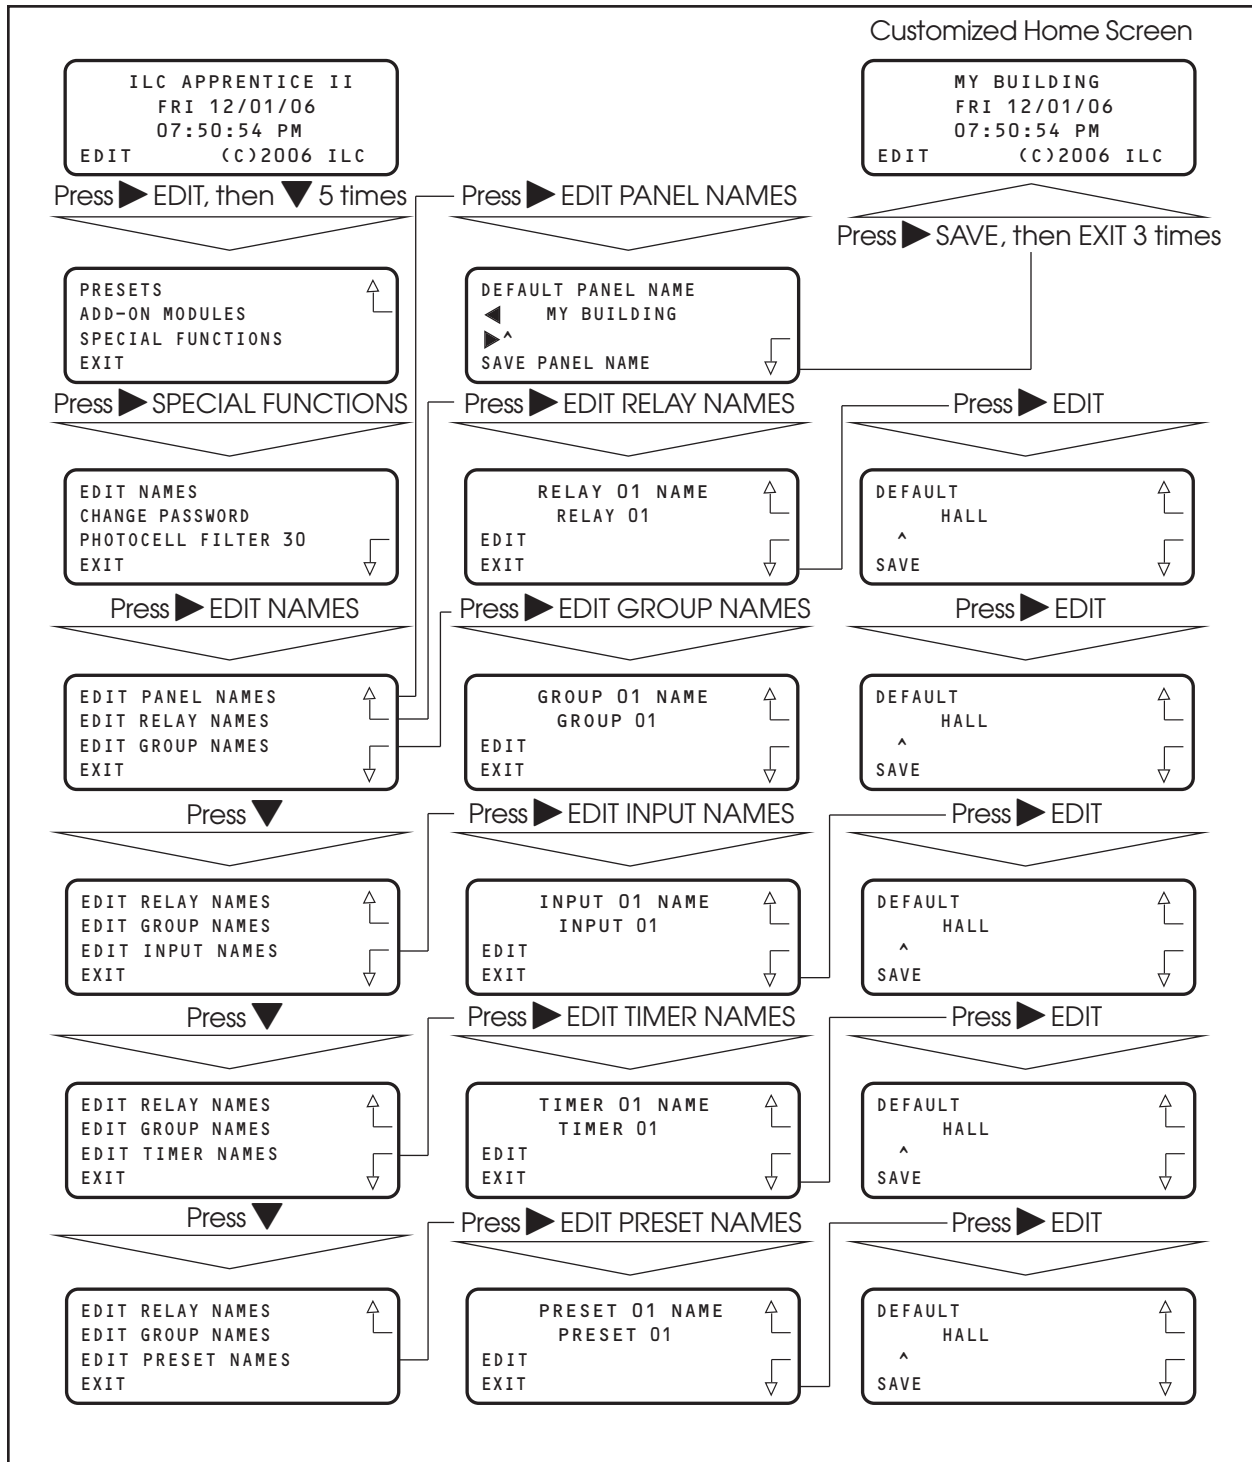 Customized Home Screen
ILC APPRENTICE II
FRI 12/01/06
07:50:54 PM
EDIT (C)2006 ILC
MY BUILDING
FRI 12/01/06
07:50:54 PM
EDIT (C)2006 ILC
Press ▶ EDIT, then ▼ 5 times
Press ▶ EDIT PANEL NAMES
Press ▶ SAVE, then EXIT 3 times
PRESETS
ADD-ON MODULES
SPECIAL FUNCTIONS
EXIT
DEFAULT PANEL NAME
◀ MY BUILDING
▶^
SAVE PANEL NAME
Press ▶ SPECIAL FUNCTIONS
Press ▶ EDIT RELAY NAMES
Press ▶ EDIT
EDIT NAMES
CHANGE PASSWORD
PHOTOCELL FILTER 30
EXIT
RELAY 01 NAME
RELAY 01
EDIT
EXIT
DEFAULT
HALL
^
SAVE
Press ▶ EDIT NAMES
Press ▶ EDIT GROUP NAMES
Press ▶ EDIT
EDIT PANEL NAMES
EDIT RELAY NAMES
EDIT GROUP NAMES
EXIT
GROUP 01 NAME
GROUP 01
EDIT
EXIT
DEFAULT
HALL
^
SAVE
Press ▼
Press ▶ EDIT INPUT NAMES
Press ▶ EDIT
EDIT RELAY NAMES
EDIT GROUP NAMES
EDIT INPUT NAMES
EXIT
INPUT 01 NAME
INPUT 01
EDIT
EXIT
DEFAULT
HALL
^
SAVE
Press ▼
Press ▶ EDIT TIMER NAMES
Press ▶ EDIT
EDIT RELAY NAMES
EDIT GROUP NAMES
EDIT TIMER NAMES
EXIT
TIMER 01 NAME
TIMER 01
EDIT
EXIT
DEFAULT
HALL
^
SAVE
Press ▼
Press ▶ EDIT PRESET NAMES
Press ▶ EDIT
EDIT RELAY NAMES
EDIT GROUP NAMES
EDIT PRESET NAMES
EXIT
PRESET 01 NAME
PRESET 01
EDIT
EXIT
DEFAULT
HALL
^
SAVE